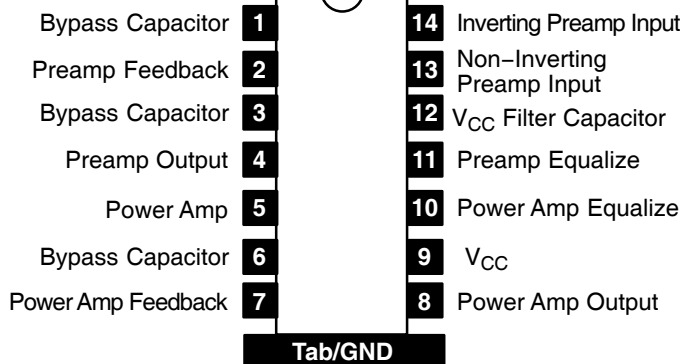 Bypass Capacitor 1
Preamp Feedback 2
Bypass Capacitor 3
Preamp Output 4
Power Amp 5
Bypass Capacitor 6
Power Amp Feedback 7
14 Inverting Preamp Input
13 Non−Inverting
Preamp Input
12 VCC Filter Capacitor
11 Preamp Equalize
10 Power Amp Equalize
9 VCC
8 Power Amp Output
Tab/GND